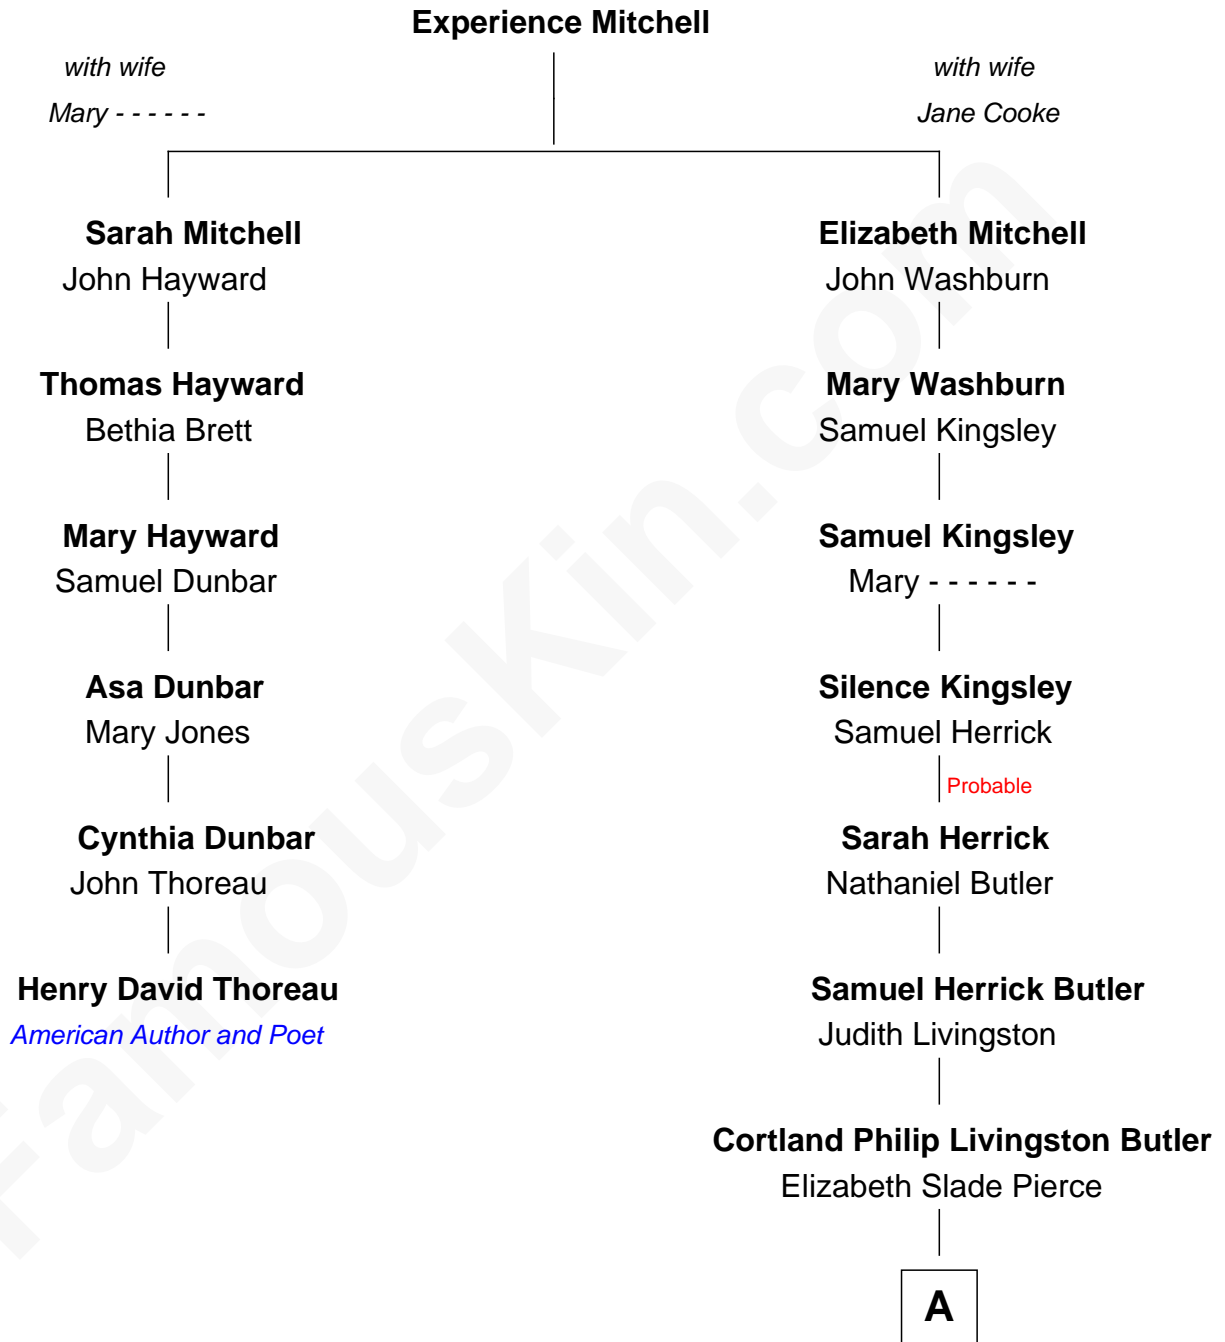 Experience Mitchell
with wife
Mary - - - - - -
with wife
Jane Cooke
Sarah Mitchell
John Hayward
Elizabeth Mitchell
John Washburn
Thomas Hayward
Bethia Brett
Mary Washburn
Samuel Kingsley
Mary Hayward
Samuel Dunbar
Samuel Kingsley
Mary - - - - - -
Asa Dunbar
Mary Jones
Silence Kingsley
Samuel Herrick
Probable
Cynthia Dunbar
John Thoreau
Sarah Herrick
Nathaniel Butler
Henry David Thoreau
American Author and Poet
Samuel Herrick Butler
Judith Livingston
Cortland Philip Livingston Butler
Elizabeth Slade Pierce
A
FamousKin.com